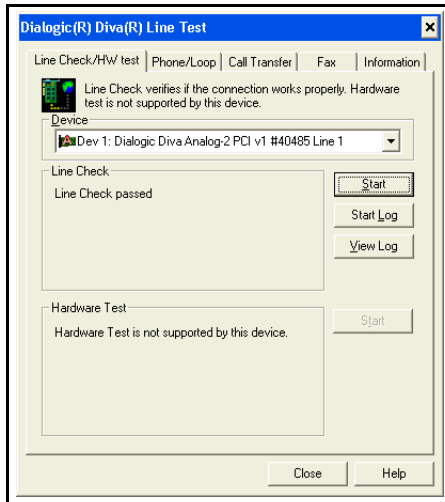 Dialogic(R) Diva(R) Line Test
Line Check/HW test Phone/Loop Call Transfer Fax Information
Line Check verifies if the connection works properly. Hardware
test is not supported by this device.
Device
Dev 1: Dialogic Diva Analog-2 PCI v1 #40485 Line 1
Line Check
Line Check passed
Start
Start Log
View Log
Hardware Test
Hardware Test is not supported by this device.
Start
Close Help